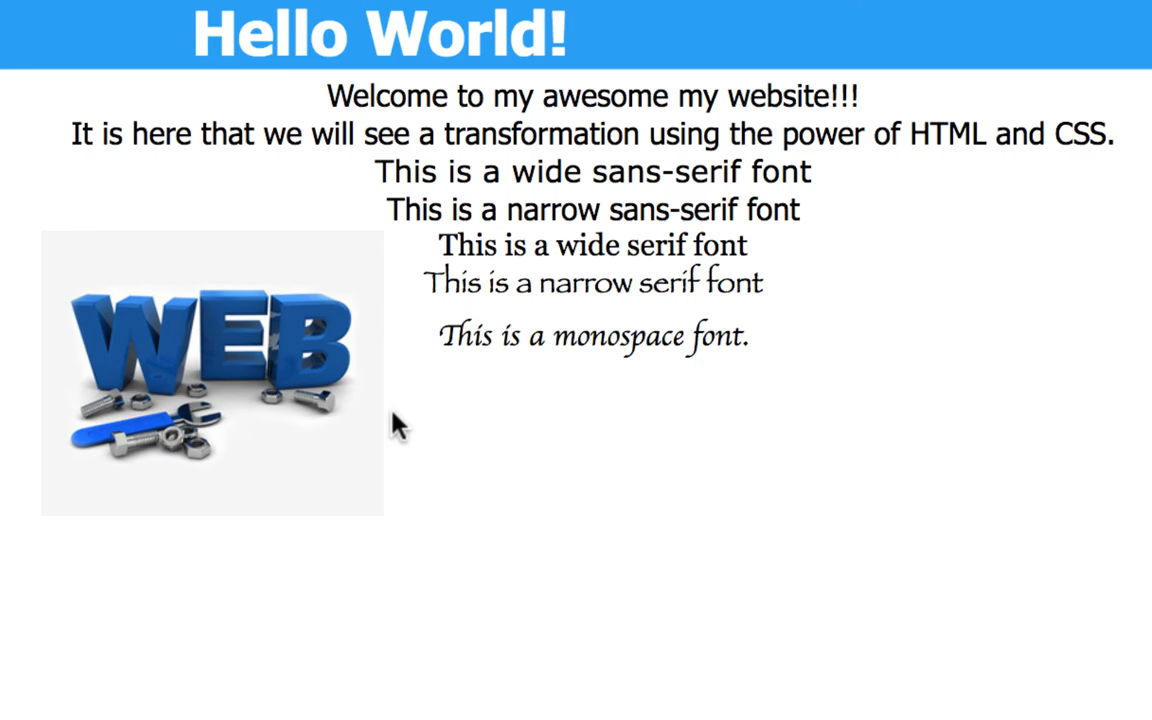 Hello World!
Welcome to my awesome my website!!!
It is here that we will see a transformation using the power of HTML and CSS.
This is a wide sans-serif font
This is a narrow sans-serif font
This is a wide serif font
This is a narrow serif font
This is a monospace font.
WEB